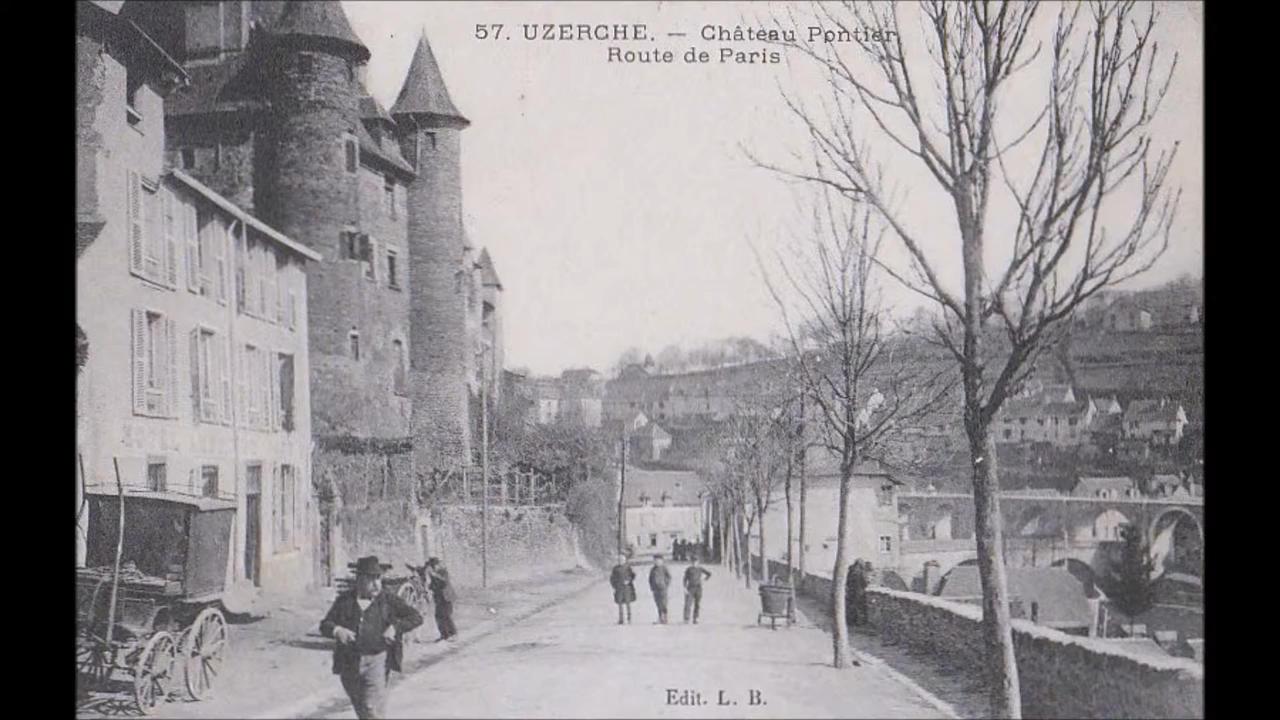 57. UZERCHE. — Château Pontier
Route de Paris
Edit. L. B.